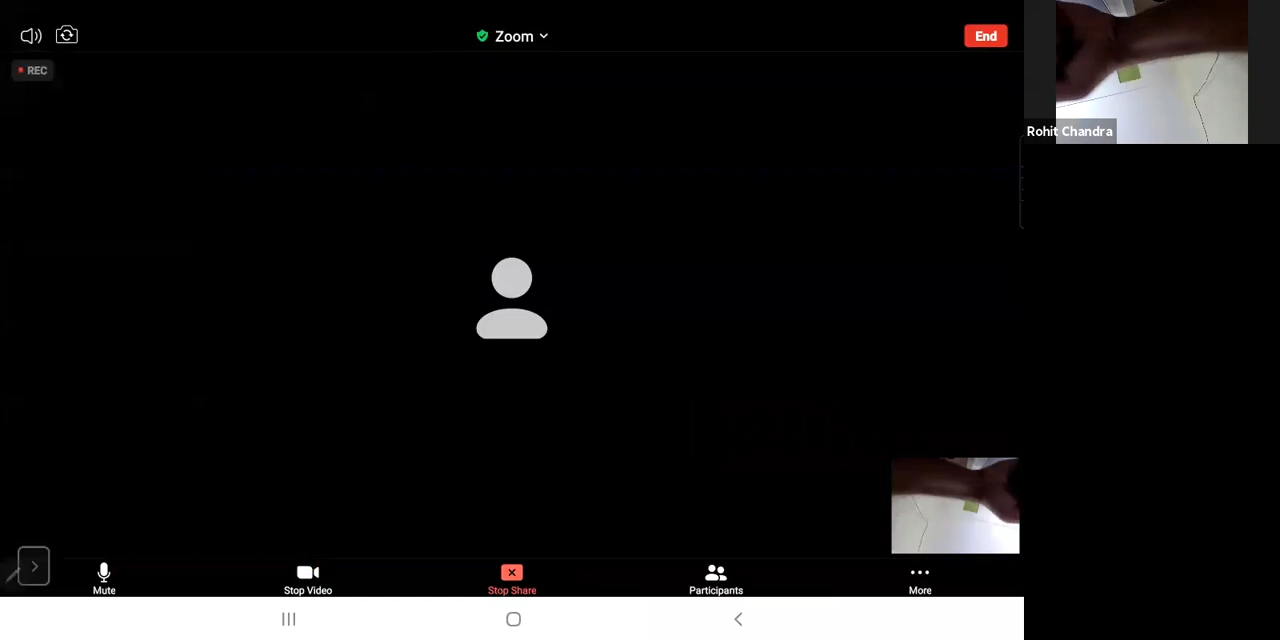 Zoom
End
REC
Rohit Chandra
Mute
Stop Video
Stop Share
Participants
More